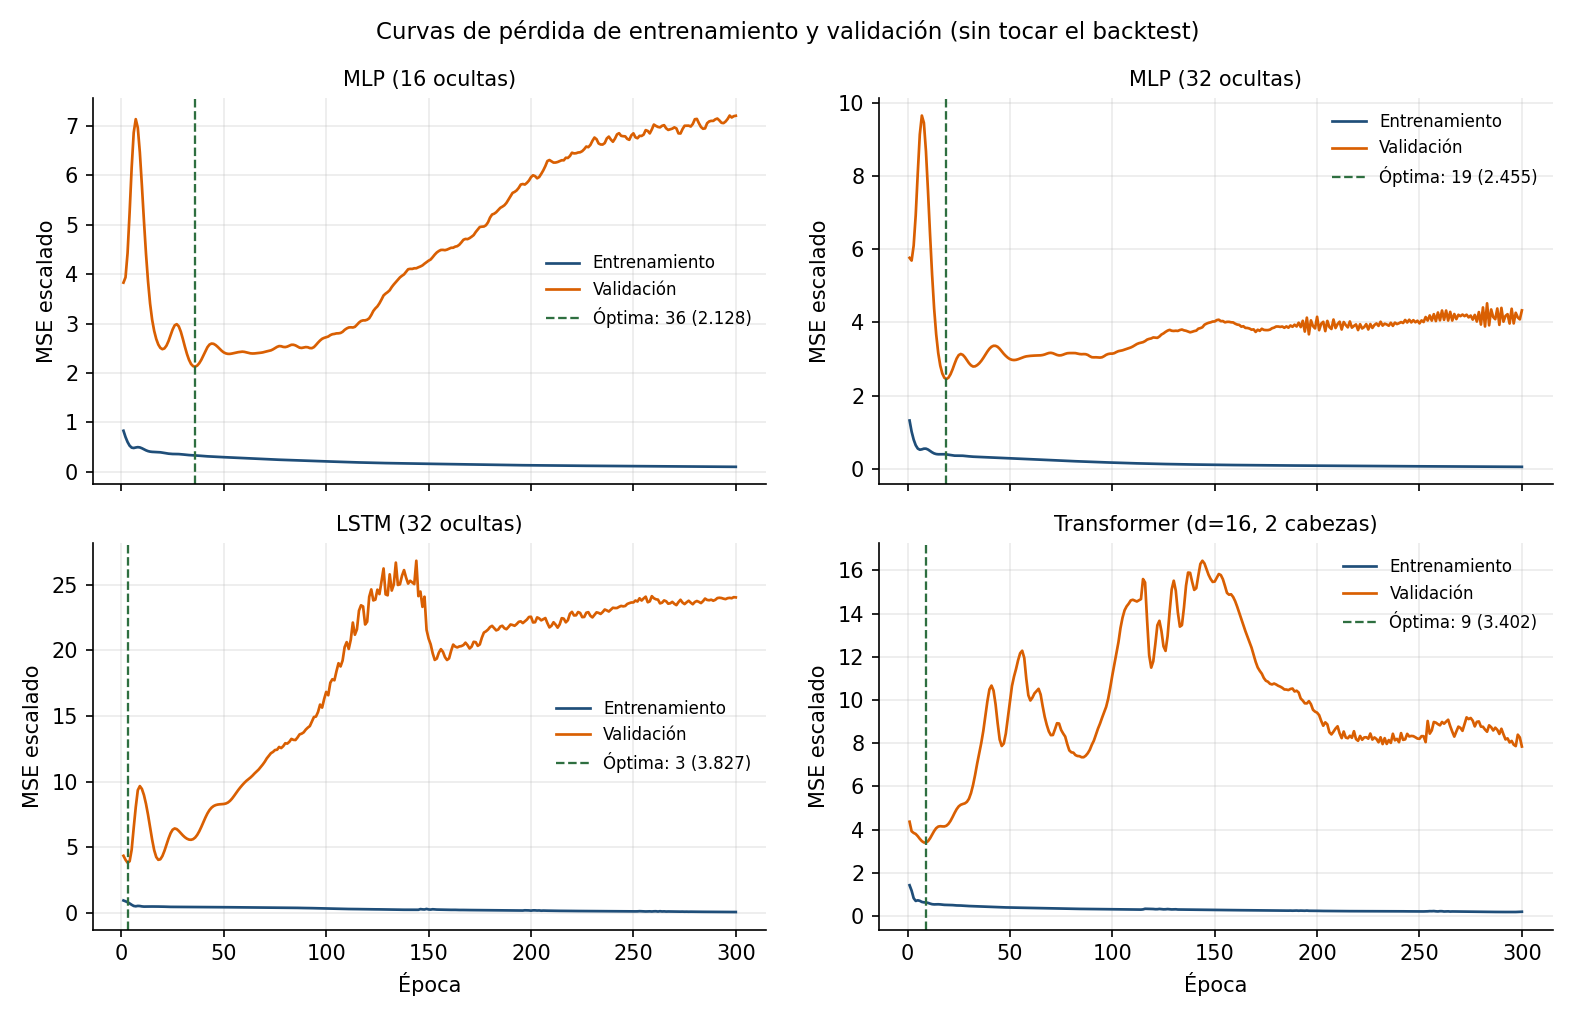 Curvas de pérdida de entrenamiento y validación (sin tocar el backtest)
MLP (16 ocultas)
MSE escalado
7
6
5
4
3
2
1
0
Entrenamiento
Validación
Óptima: 36 (2.128)
MLP (32 ocultas)
MSE escalado
10
8
6
4
2
0
Entrenamiento
Validación
Óptima: 19 (2.455)
LSTM (32 ocultas)
MSE escalado
25
20
15
10
5
0
Entrenamiento
Validación
Óptima: 3 (3.827)
0 50 100 150 200 250 300
Época
Transformer (d=16, 2 cabezas)
MSE escalado
16
14
12
10
8
6
4
2
0
Entrenamiento
Validación
Óptima: 9 (3.402)
0 50 100 150 200 250 300
Época